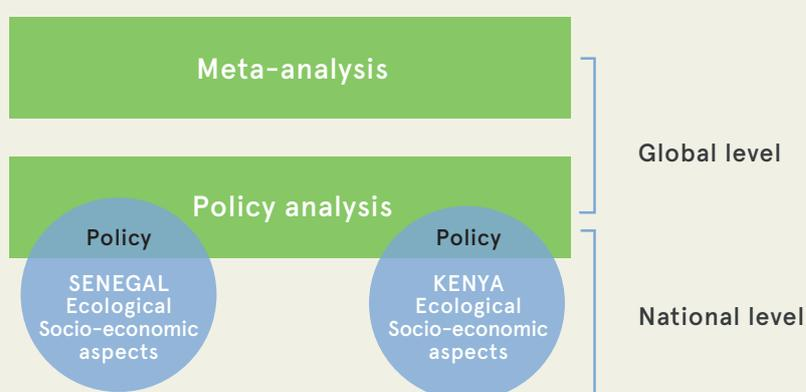 Meta-analysis
Global level
Policy analysis
Policy
Policy
SENEGAL
Ecological
Socio-economic
aspects
KENYA
Ecological
Socio-economic
aspects
National level